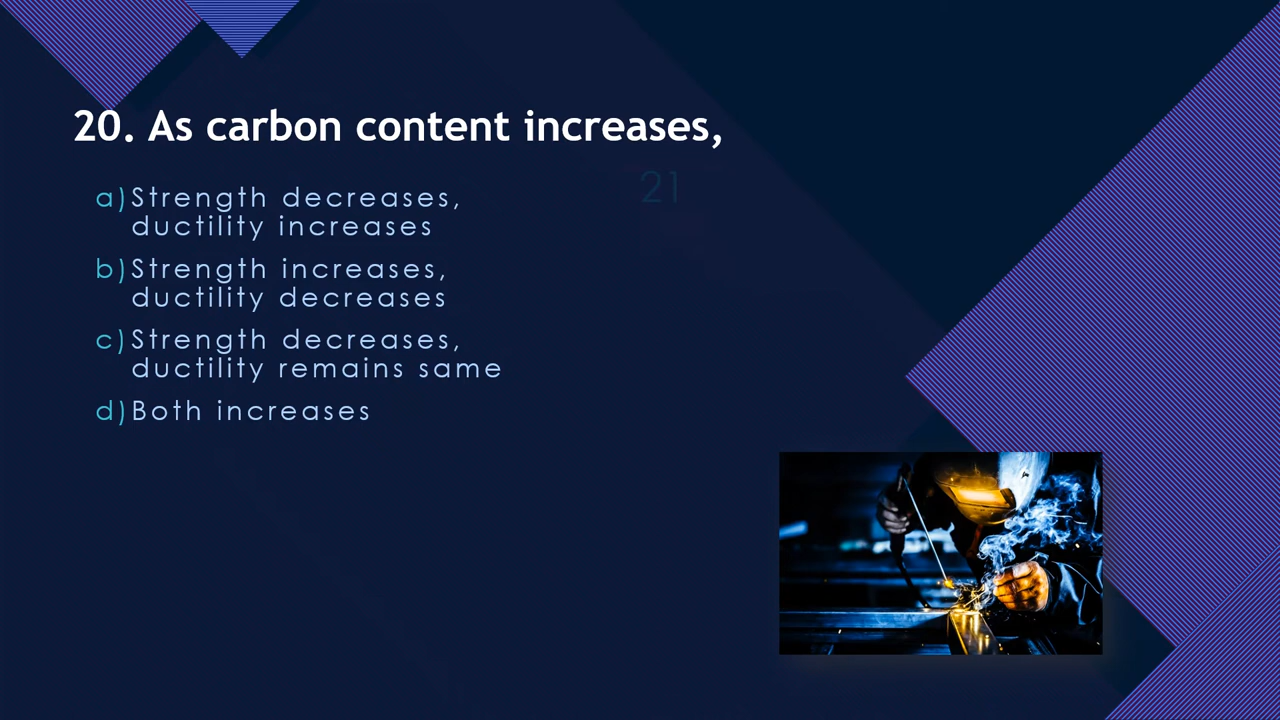 20. As carbon content increases,
21
a) Strength decreases,
ductility increases
b) Strength increases,
ductility decreases
c) Strength decreases,
ductility remains same
d) Both increases